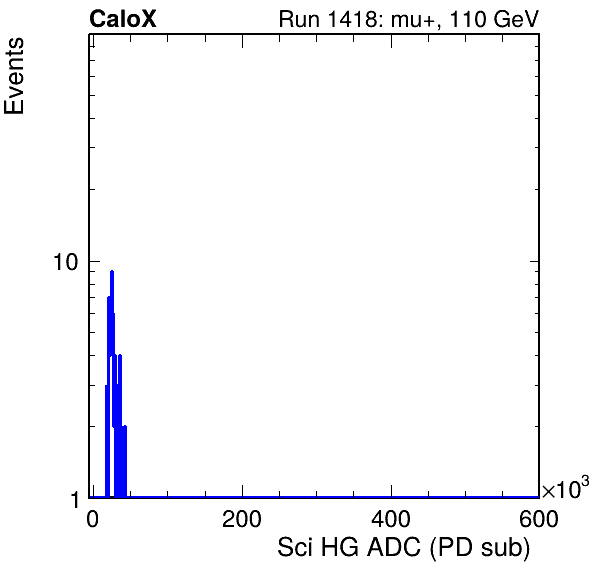 CaloX Run 1418: mu+, 110 GeV
Events
10
1
×10³
0 200 400 600
Sci HG ADC (PD sub)